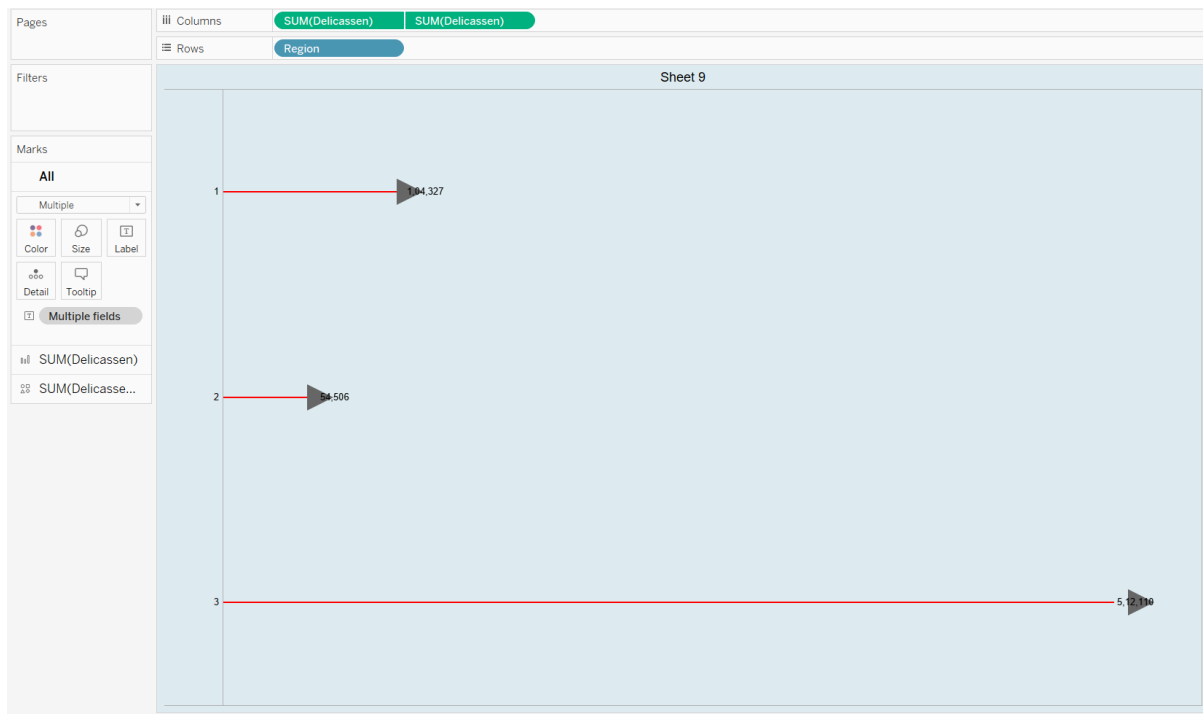 Pages
Columns
SUM(Delicassen) SUM(Delicassen)
Rows
Region
Filters
Sheet 9
Marks
All
Multiple
Color Size Label
Detail Tooltip
Multiple fields
SUM(Delicassen)
SUM(Delicasse...
1 1,04,327
2 54,506
3 5,12,110